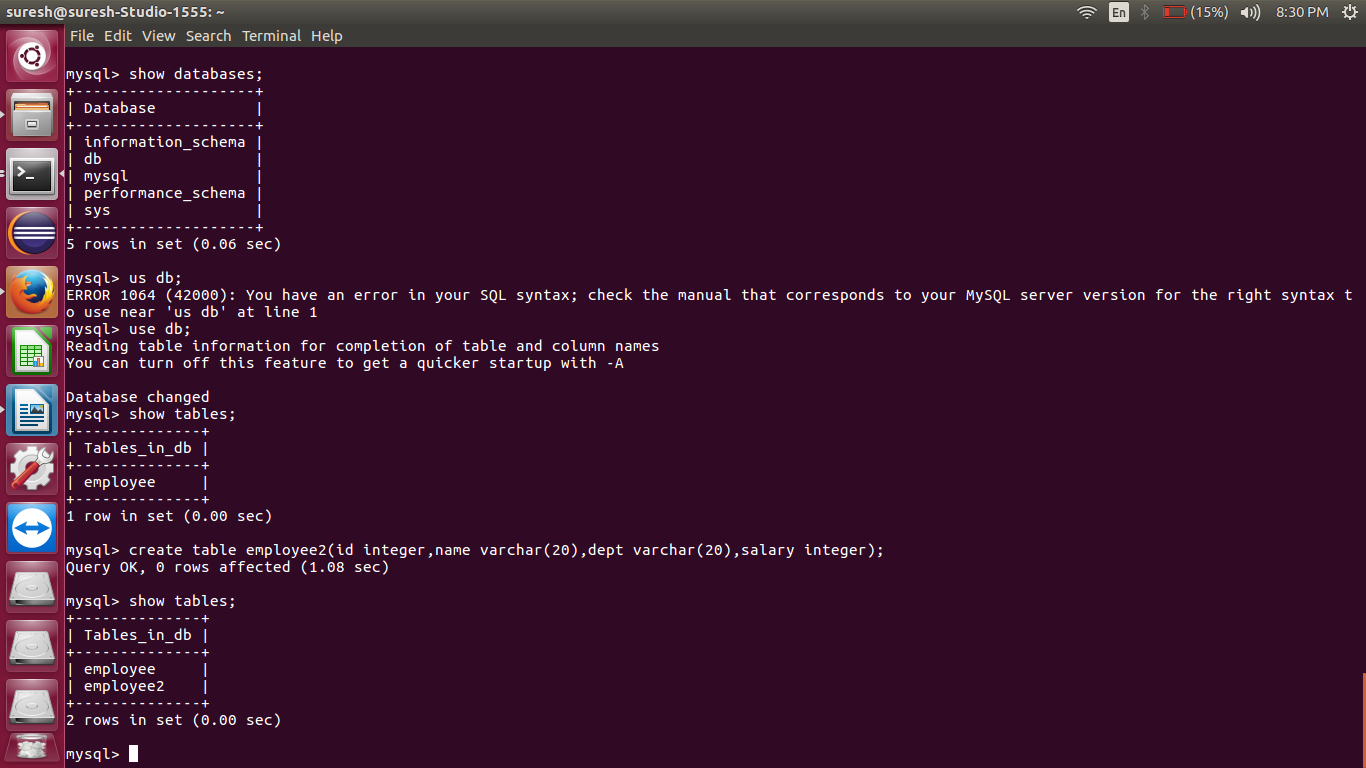 suresh@suresh-Studio-1555: ~ En (15%) 8:30 PM
File Edit View Search Terminal Help
mysql> show databases;
+--------------------+
| Database           |
+--------------------+
| information_schema |
| db                 |
| mysql              |
| performance_schema |
| sys                |
+--------------------+
5 rows in set (0.06 sec)

mysql> us db;
ERROR 1064 (42000): You have an error in your SQL syntax; check the manual that corresponds to your MySQL server version for the right syntax t
o use near 'us db' at line 1
mysql> use db;
Reading table information for completion of table and column names
You can turn off this feature to get a quicker startup with -A

Database changed
mysql> show tables;
+--------------+
| Tables_in_db |
+--------------+
| employee     |
+--------------+
1 row in set (0.00 sec)

mysql> create table employee2(id integer,name varchar(20),dept varchar(20),salary integer);
Query OK, 0 rows affected (1.08 sec)

mysql> show tables;
+--------------+
| Tables_in_db |
+--------------+
| employee     |
| employee2    |
+--------------+
2 rows in set (0.00 sec)

mysql>